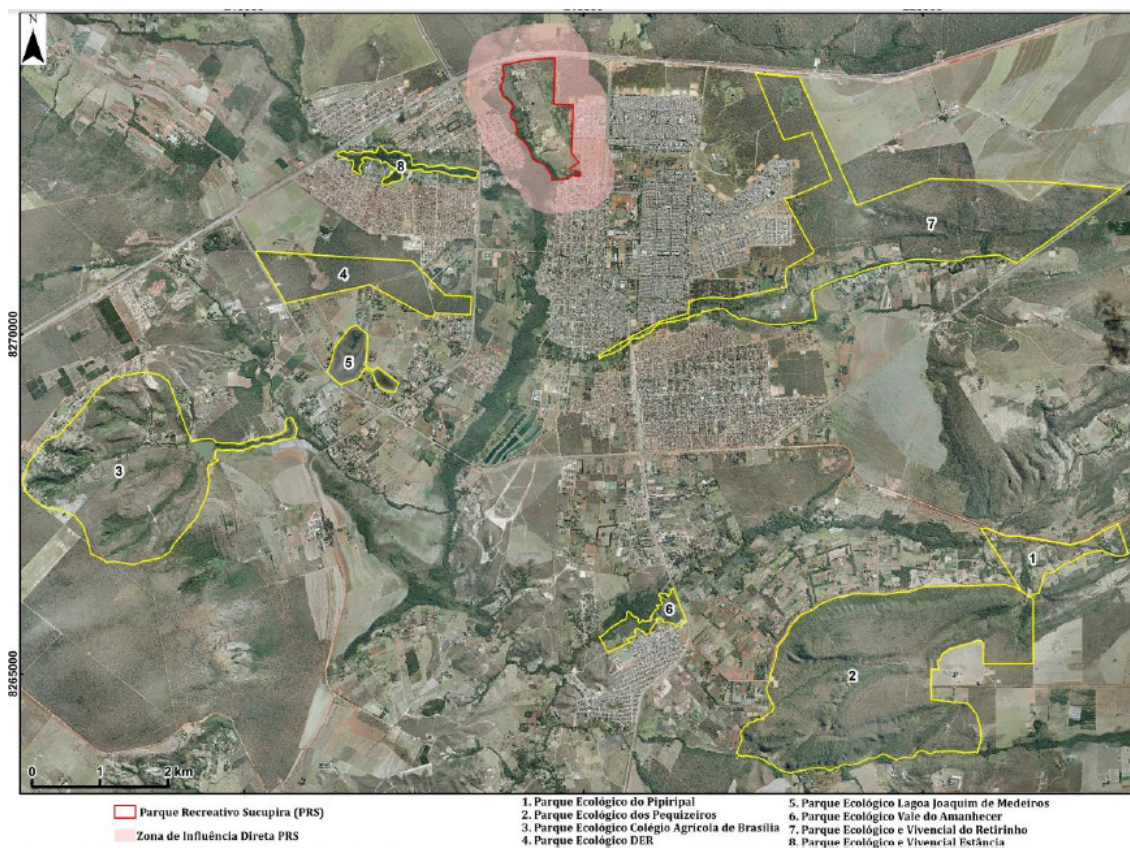 N
8
7
4
8270000
5
3
1
6
8265000
2
0 1 2 km
Parque Recreativo Sucupira (PRS)
Zona de Influência Direta PRS
1. Parque Ecológico do Pipiripal
2. Parque Ecológico dos Pequizeiros
3. Parque Ecológico Colégio Agrícola de Brasília
4. Parque Ecológico DER
5. Parque Ecológico Lagoa Joaquim de Medeiros
6. Parque Ecológico Vale do Amanhecer
7. Parque Ecológico e Vivencial do Retirinho
8. Parque Ecológico e Vivencial Estância